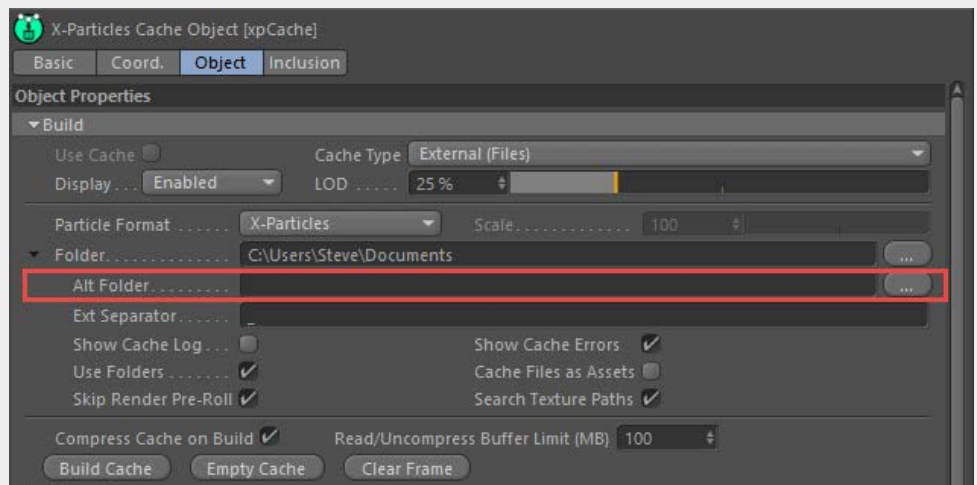 X-Particles Cache Object [xpCache]
Basic Coord. Object Inclusion
Object Properties
Build
Use Cache Cache Type External (Files)
Display . . . Enabled LOD . . . . . 25 %
Particle Format . . . . . . X-Particles Scale. . . . . . . . . . . . . 100
Folder. . . . . . . . . . . . . . C:\Users\Steve\Documents ...
Alt Folder. . . . . . . . . ...
Ext Separator. . . . . . _
Show Cache Log . . . Show Cache Errors
Use Folders . . . . . . . Cache Files as Assets
Skip Render Pre-Roll Search Texture Paths
Compress Cache on Build Read/Uncompress Buffer Limit (MB) 100
Build Cache Empty Cache Clear Frame